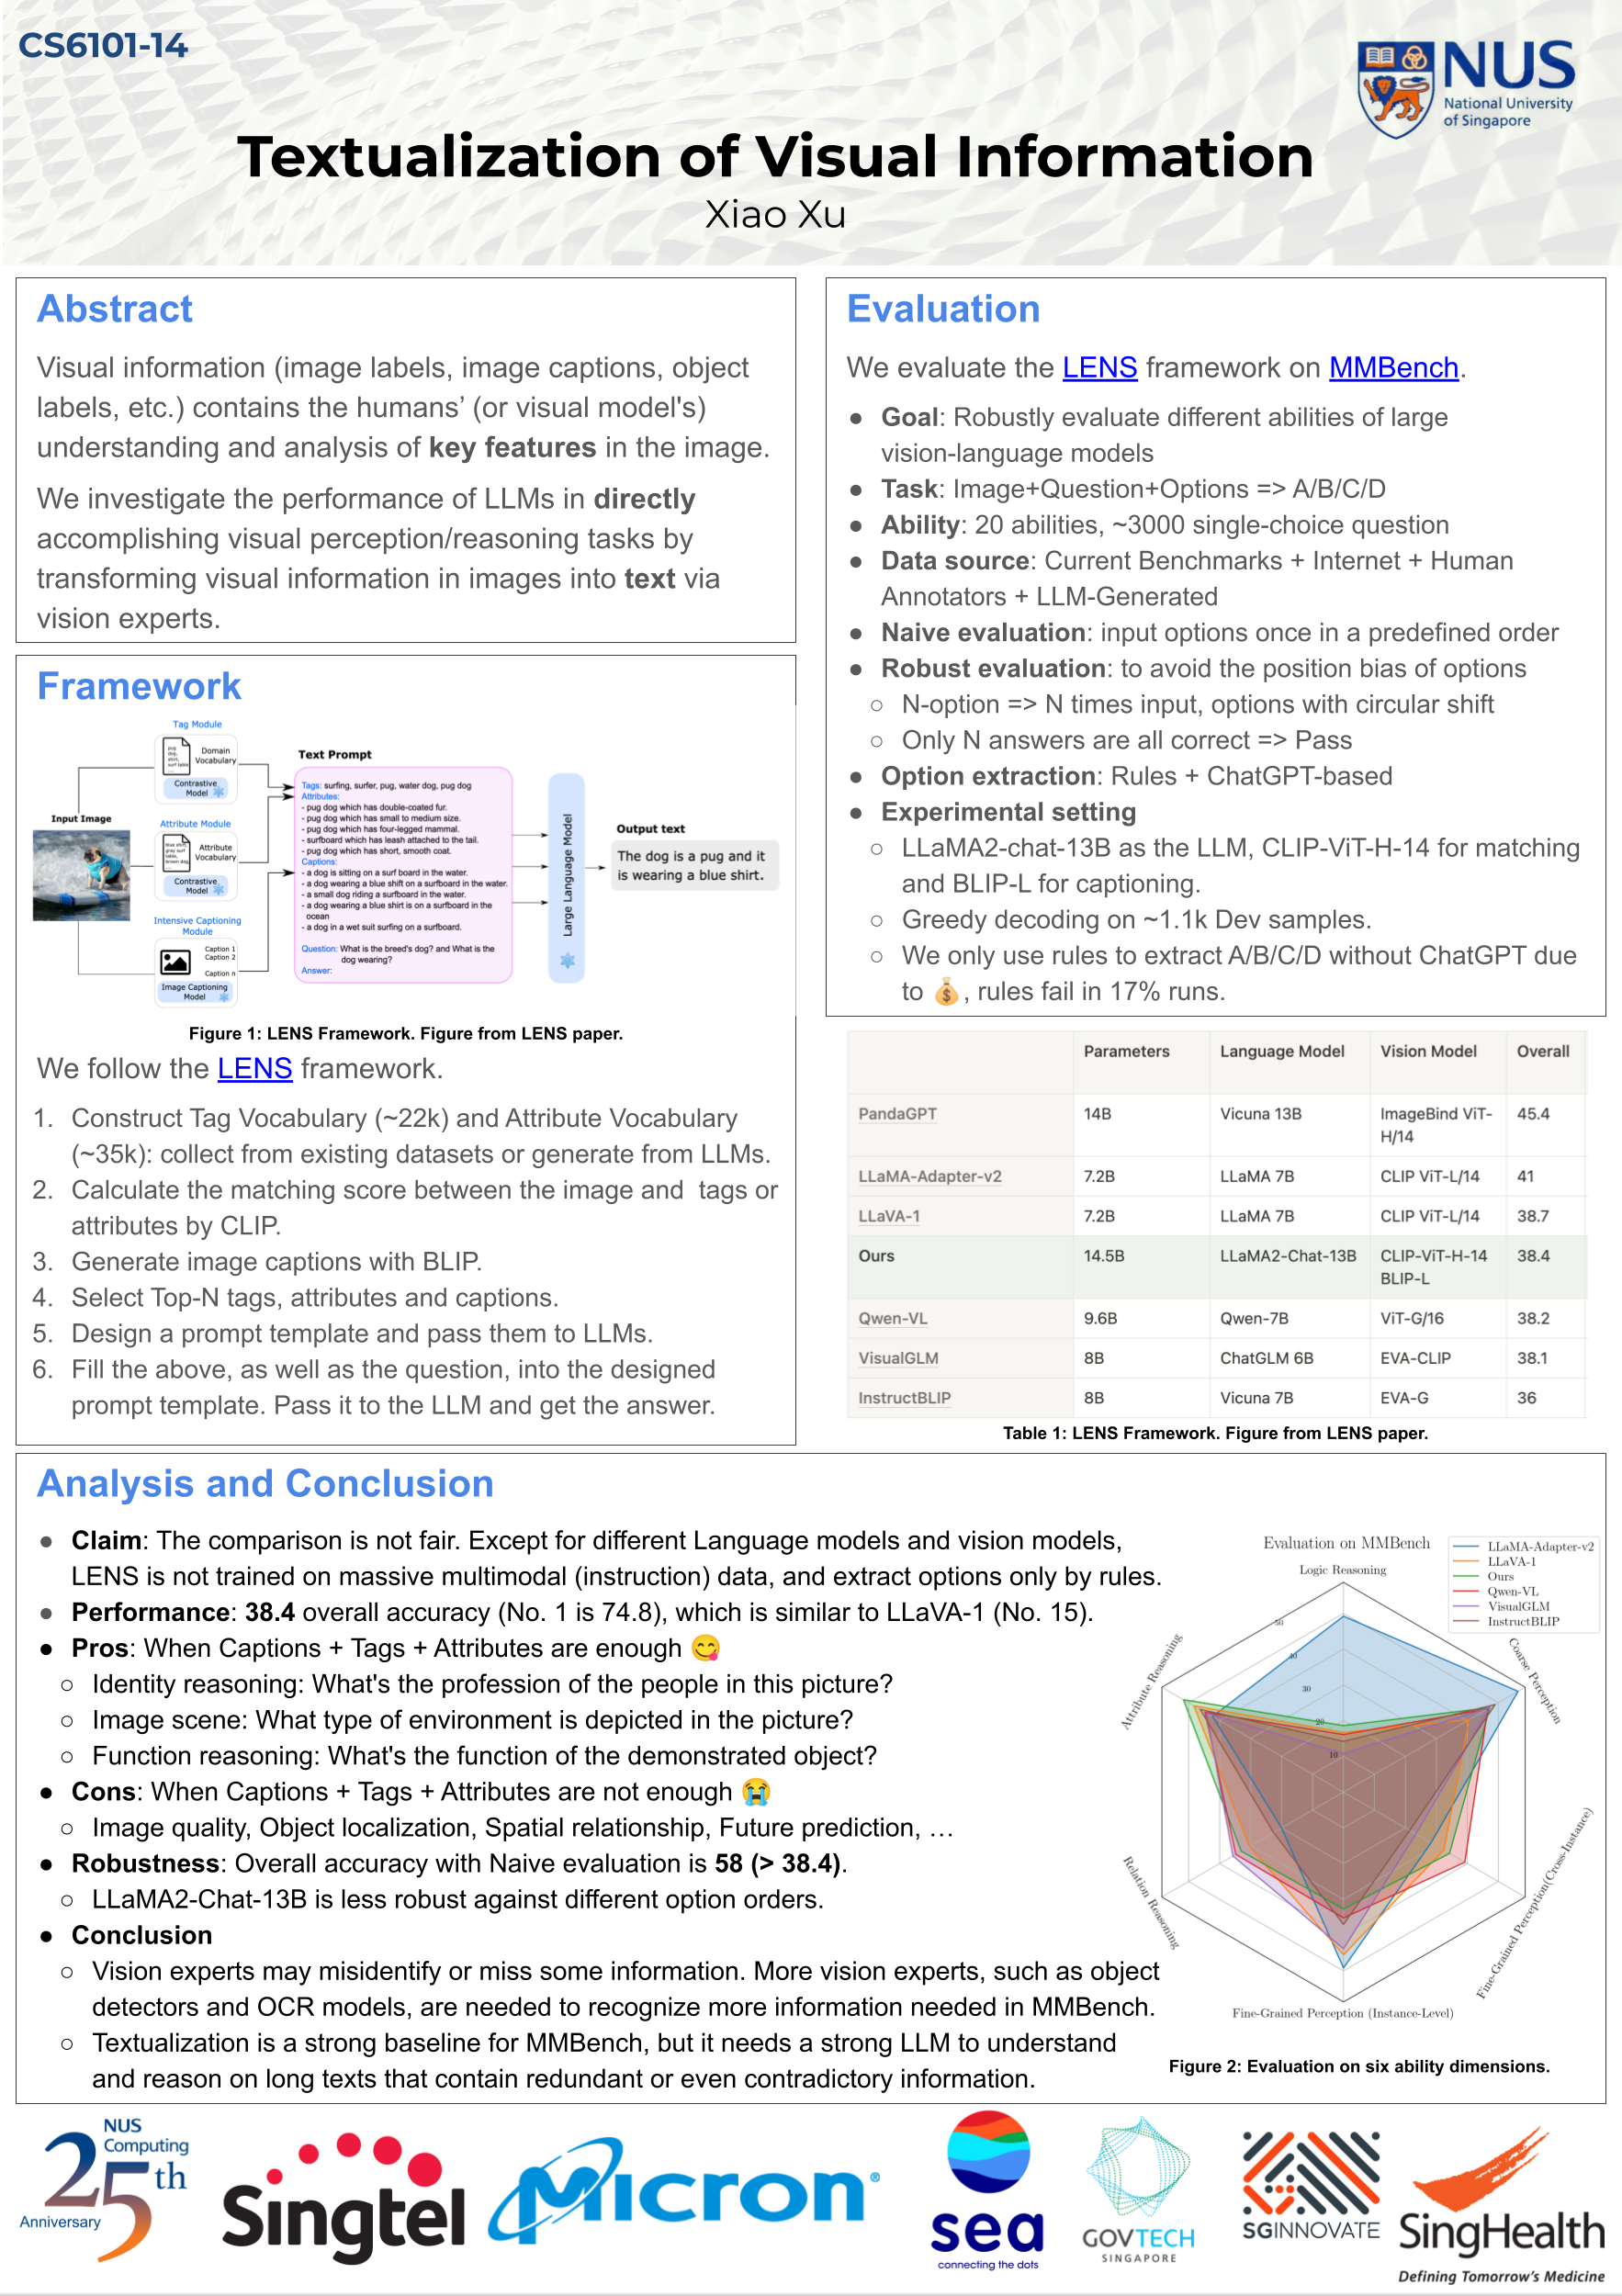 CS6101-14
NUS
National University
of Singapore
Textualization of Visual Information
Xiao Xu
Abstract
Visual information (image labels, image captions, object
labels, etc.) contains the humans’ (or visual model's)
understanding and analysis of key features in the image.
We investigate the performance of LLMs in directly
accomplishing visual perception/reasoning tasks by
transforming visual information in images into text via
vision experts.
Framework
Tag Module
Domain
Vocabulary
Contrastive
Model
Attribute Module
Attribute
Vocabulary
Contrastive
Model
Intensive Captioning
Module
Caption 1
Caption 2
Caption n
Image Captioning
Model
Input Image
Text Prompt
Tags: surfing, surfer, pug, water dog, pug dog
Attributes:
- pug dog which has double-coated fur.
- pug dog which has small to medium size.
- pug dog which has four-legged mammal.
- surfboard which has leash attached to the tail.
- pug dog which has short, smooth coat.
Captions:
- a dog is sitting on a surf board in the water.
- a dog wearing a blue shift on a surfboard in the water.
- a small dog riding a surfboard in the water.
- a dog wearing a blue shirt is on a surfboard in the
ocean
- a dog in a wet suit surfing on a surfboard.
Question: What is the breed's dog? and What is the
dog wearing?
Answer:
Large Language Model
Output text
The dog is a pug and it
is wearing a blue shirt.
Figure 1: LENS Framework. Figure from LENS paper.
We follow the LENS framework.
1. Construct Tag Vocabulary (~22k) and Attribute Vocabulary
(~35k): collect from existing datasets or generate from LLMs.
2. Calculate the matching score between the image and tags or
attributes by CLIP.
3. Generate image captions with BLIP.
4. Select Top-N tags, attributes and captions.
5. Design a prompt template and pass them to LLMs.
6. Fill the above, as well as the question, into the designed
prompt template. Pass it to the LLM and get the answer.
Evaluation
We evaluate the LENS framework on MMBench.
● Goal: Robustly evaluate different abilities of large
vision-language models
● Task: Image+Question+Options => A/B/C/D
● Ability: 20 abilities, ~3000 single-choice question
● Data source: Current Benchmarks + Internet + Human
Annotators + LLM-Generated
● Naive evaluation: input options once in a predefined order
● Robust evaluation: to avoid the position bias of options
○ N-option => N times input, options with circular shift
○ Only N answers are all correct => Pass
● Option extraction: Rules + ChatGPT-based
● Experimental setting
○ LLaMA2-chat-13B as the LLM, CLIP-ViT-H-14 for matching
and BLIP-L for captioning.
○ Greedy decoding on ~1.1k Dev samples.
○ We only use rules to extract A/B/C/D without ChatGPT due
to 💰, rules fail in 17% runs.
Parameters Language Model Vision Model Overall
PandaGPT 14B Vicuna 13B ImageBind ViT-
H/14 45.4
LLaMA-Adapter-v2 7.2B LLaMA 7B CLIP ViT-L/14 41
LLaVA-1 7.2B LLaMA 7B CLIP ViT-L/14 38.7
Ours 14.5B LLaMA2-Chat-13B CLIP-ViT-H-14
BLIP-L 38.4
Qwen-VL 9.6B Qwen-7B ViT-G/16 38.2
VisualGLM 8B ChatGLM 6B EVA-CLIP 38.1
InstructBLIP 8B Vicuna 7B EVA-G 36
Table 1: LENS Framework. Figure from LENS paper.
Analysis and Conclusion
● Claim: The comparison is not fair. Except for different Language models and vision models,
LENS is not trained on massive multimodal (instruction) data, and extract options only by rules.
● Performance: 38.4 overall accuracy (No. 1 is 74.8), which is similar to LLaVA-1 (No. 15).
● Pros: When Captions + Tags + Attributes are enough 😋
○ Identity reasoning: What's the profession of the people in this picture?
○ Image scene: What type of environment is depicted in the picture?
○ Function reasoning: What's the function of the demonstrated object?
● Cons: When Captions + Tags + Attributes are not enough 😭
○ Image quality, Object localization, Spatial relationship, Future prediction, …
● Robustness: Overall accuracy with Naive evaluation is 58 (> 38.4).
○ LLaMA2-Chat-13B is less robust against different option orders.
● Conclusion
○ Vision experts may misidentify or miss some information. More vision experts, such as object
detectors and OCR models, are needed to recognize more information needed in MMBench.
○ Textualization is a strong baseline for MMBench, but it needs a strong LLM to understand
and reason on long texts that contain redundant or even contradictory information.
Evaluation on MMBench
LLaMA-Adapter-v2
LLaVA-1
Ours
Qwen-VL
VisualGLM
InstructBLIP
Logic Reasoning
Coarse Perception
Fine-Grained Perception(Cross-Instance)
Fine-Grained Perception (Instance-Level)
Relation Reasoning
Attribute Reasoning
50
40
30
20
10
Figure 2: Evaluation on six ability dimensions.
NUS
Computing
25th
Anniversary
Singtel
Micron®
sea
connecting the dots
GOVTECH
SINGAPORE
SGINNOVATE
SingHealth
Defining Tomorrow's Medicine